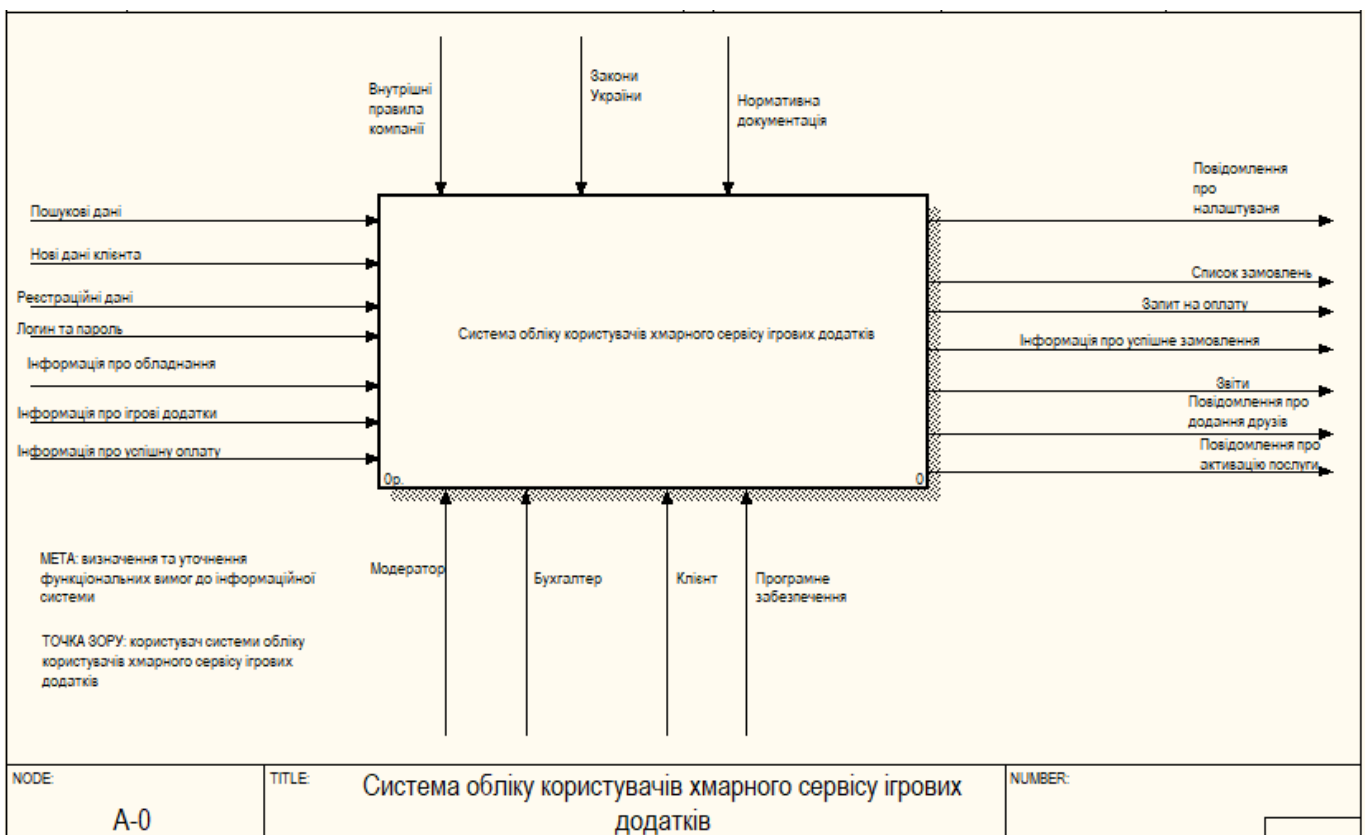 Внутрішні
правила
компанії
Закони
України
Нормативна
документація
Пошукові дані
Нові дані клієнта
Реєстраційні дані
Логин та пароль
Інформація про обладнання
Інформація про ігрові додатки
Інформація про успішну оплату
Система обліку користувачів хмарного сервісу ігрових додатків
0р.
0
Повідомлення
про
налаштуваня
Список замовлень
Запит на оплату
Інформація про успішне замовлення
Звіти
Повідомлення про
додання друзів
Повідомлення про
активацію послуги
Модератор
Бухгалтер
Клієнт
Програмне
забезпечення
МЕТА: визначення та уточнення
функціональних вимог до інформаційної
системи
ТОЧКА ЗОРУ: користувач системи обліку
користувачів хмарного сервісу ігрових
додатків
NODE:
A-0
TITLE:
Система обліку користувачів хмарного сервісу ігрових
додатків
NUMBER: